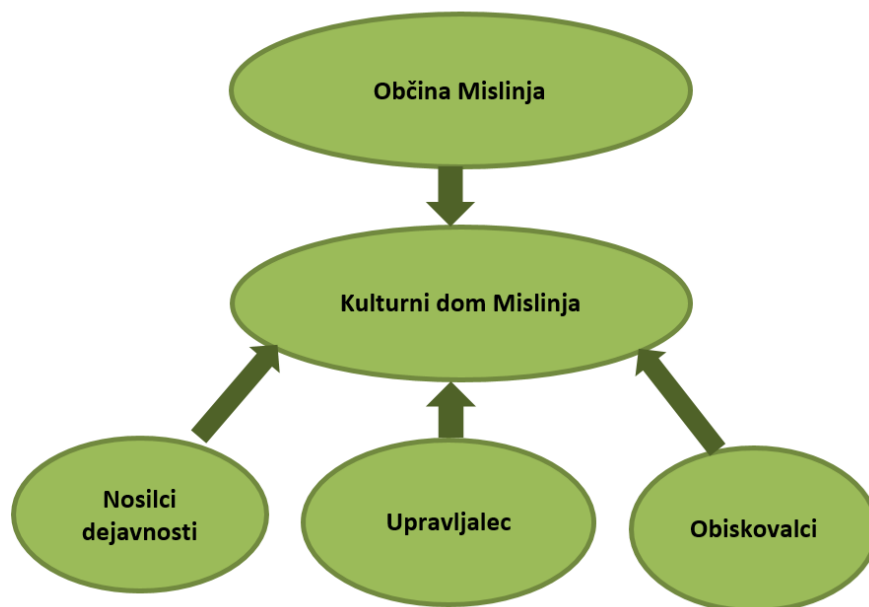 Občina Mislinja
Kulturni dom Mislinja
Nosilci
dejavnosti
Upravljalec
Obiskovalci